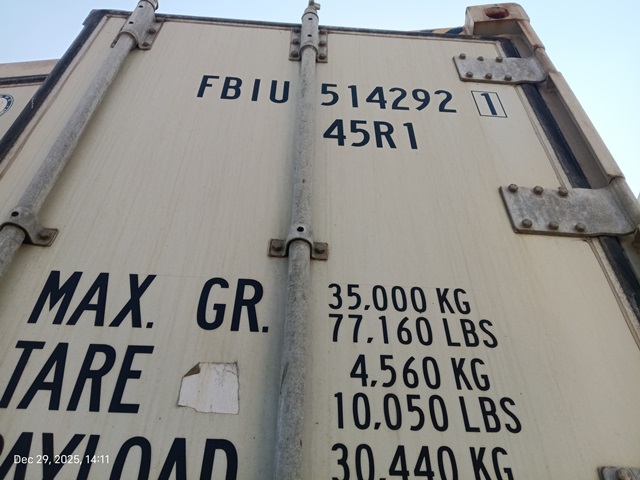 FBIU 514292 1
45R1
MAX. GR. 35,000 KG
77,160 LBS
TARE 4,560 KG
10,050 LBS
PAYLOAD 30,440 KG
Dec 29, 2025, 14:11